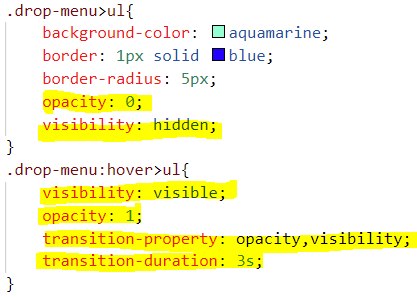 .drop-menu>ul{
background-color: aquamarine;
border: 1px solid blue;
border-radius: 5px;
opacity: 0;
visibility: hidden;
}
.drop-menu:hover>ul{
visibility: visible;
opacity: 1;
transition-property: opacity,visibility;
transition-duration: 3s;
}